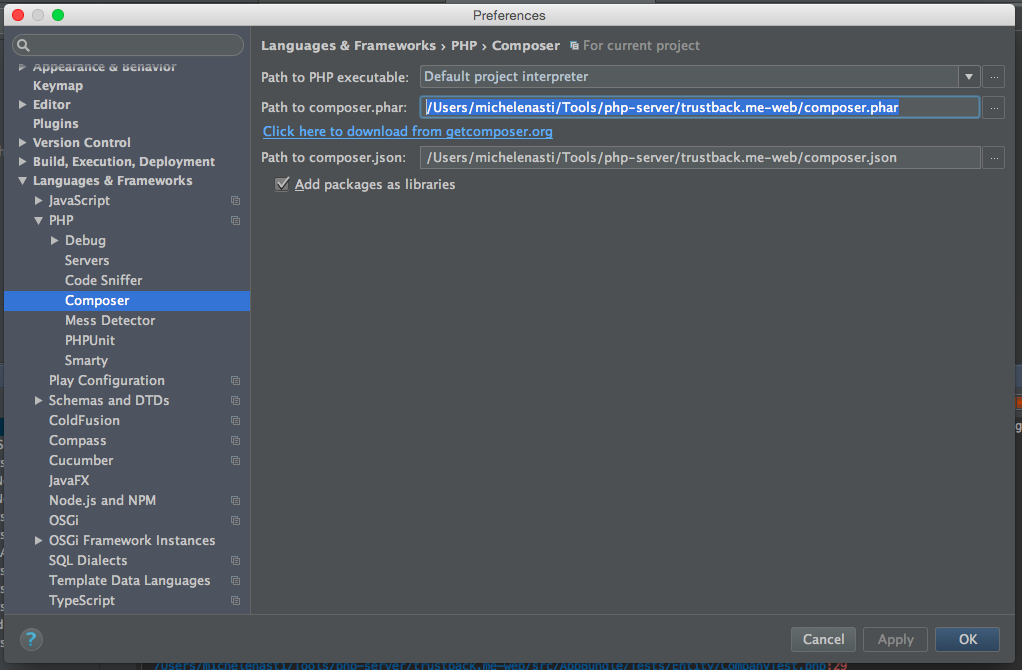 Preferences
Languages & Frameworks › PHP › Composer For current project
Appearance & Behavior
Keymap
Editor
Plugins
Version Control
Build, Execution, Deployment
Languages & Frameworks
JavaScript
PHP
Debug
Servers
Code Sniffer
Composer
Mess Detector
PHPUnit
Smarty
Play Configuration
Schemas and DTDs
ColdFusion
Compass
Cucumber
JavaFX
Node.js and NPM
OSGi
OSGi Framework Instances
SQL Dialects
Template Data Languages
TypeScript
Path to PHP executable: Default project interpreter ...
Path to composer.phar: /Users/michelenasti/Tools/php-server/trustback.me-web/composer.phar ...
Click here to download from getcomposer.org
Path to composer.json: /Users/michelenasti/Tools/php-server/trustback.me-web/composer.json ...
Add packages as libraries
? Cancel Apply OK
/Users/michelenasti/Tools/php-server/trustback.me-web/src/AppBundle/Tests/Entity/CompanyTest.php:29